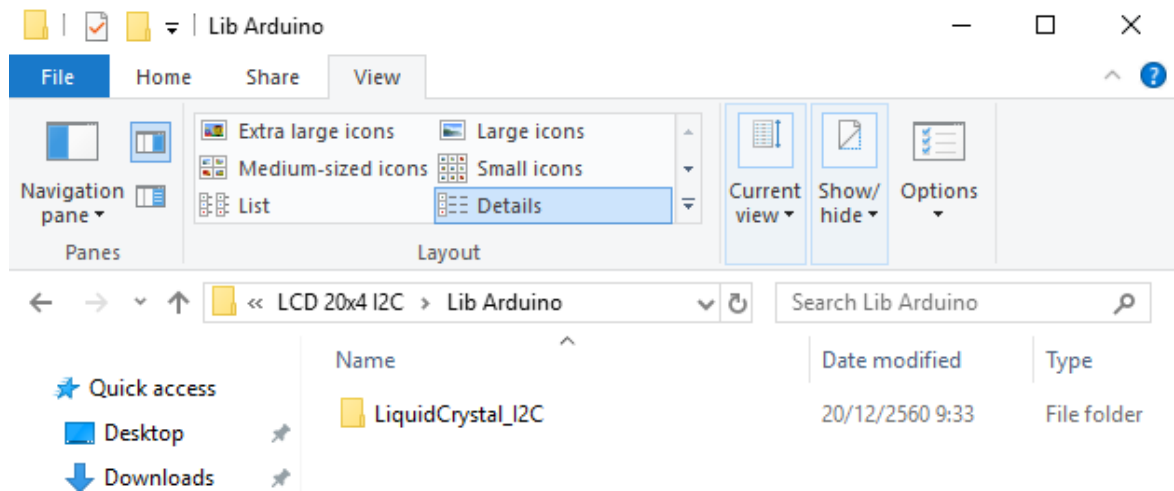 Lib Arduino
File Home Share View
Extra large icons Large icons
Medium-sized icons Small icons
List Details
Navigation pane
Current view
Show/ hide
Options
Panes Layout
« LCD 20x4 I2C > Lib Arduino
Search Lib Arduino
Name Date modified Type
Quick access
LiquidCrystal_I2C 20/12/2560 9:33 File folder
Desktop
Downloads